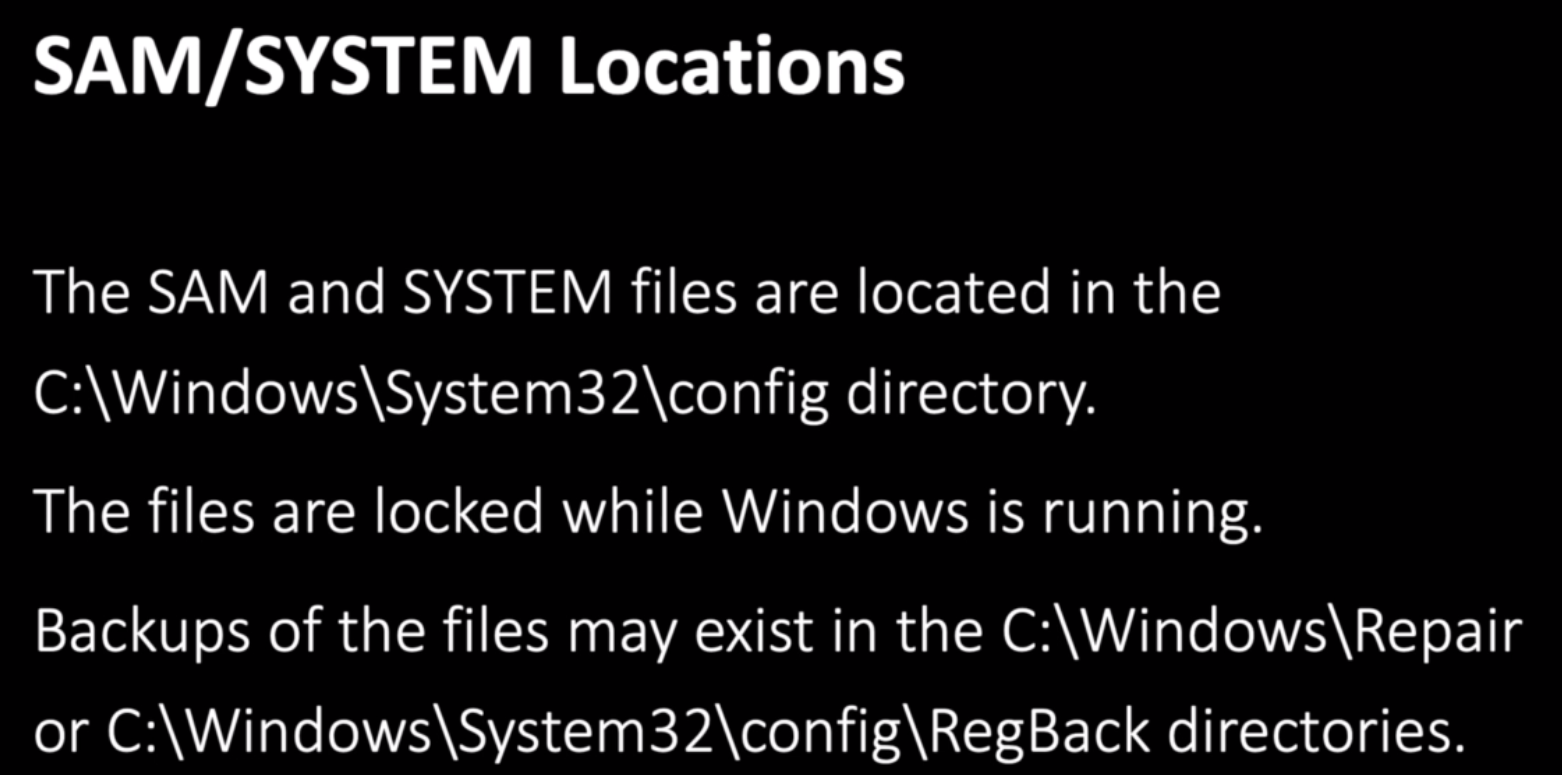 SAM/SYSTEM Locations
The SAM and SYSTEM files are located in the
C:\Windows\System32\config directory.
The files are locked while Windows is running.
Backups of the files may exist in the C:\Windows\Repair
or C:\Windows\System32\config\RegBack directories.